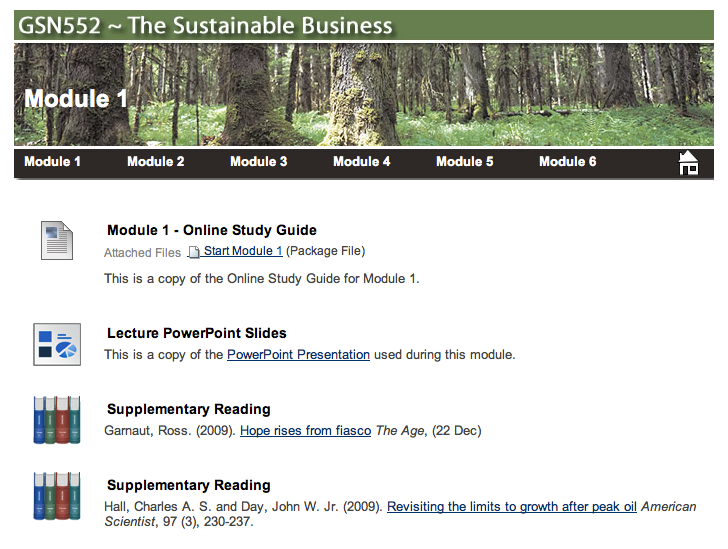 GSN552 ~ The Sustainable Business
Module 1
Module 1 Module 2 Module 3 Module 4 Module 5 Module 6
Module 1 - Online Study Guide
Attached Files Start Module 1 (Package File)
This is a copy of the Online Study Guide for Module 1.
Lecture PowerPoint Slides
This is a copy of the PowerPoint Presentation used during this module.
Supplementary Reading
Garnaut, Ross. (2009). Hope rises from fiasco The Age, (22 Dec)
Supplementary Reading
Hall, Charles A. S. and Day, John W. Jr. (2009). Revisiting the limits to growth after peak oil American
Scientist, 97 (3), 230-237.